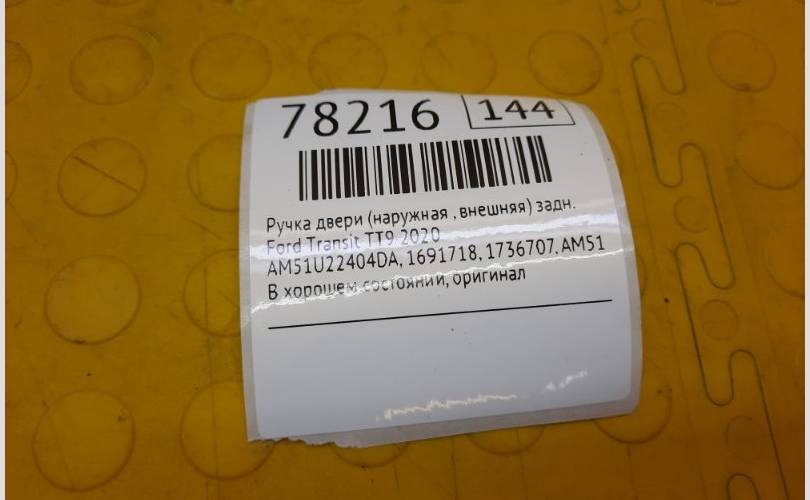 78216 144
Ручка двери (наружная , внешняя) задн.
Ford Transit TT9 2020
AM51U22404DA, 1691718, 1736707. AM51
В хорошем состоянии, оригинал